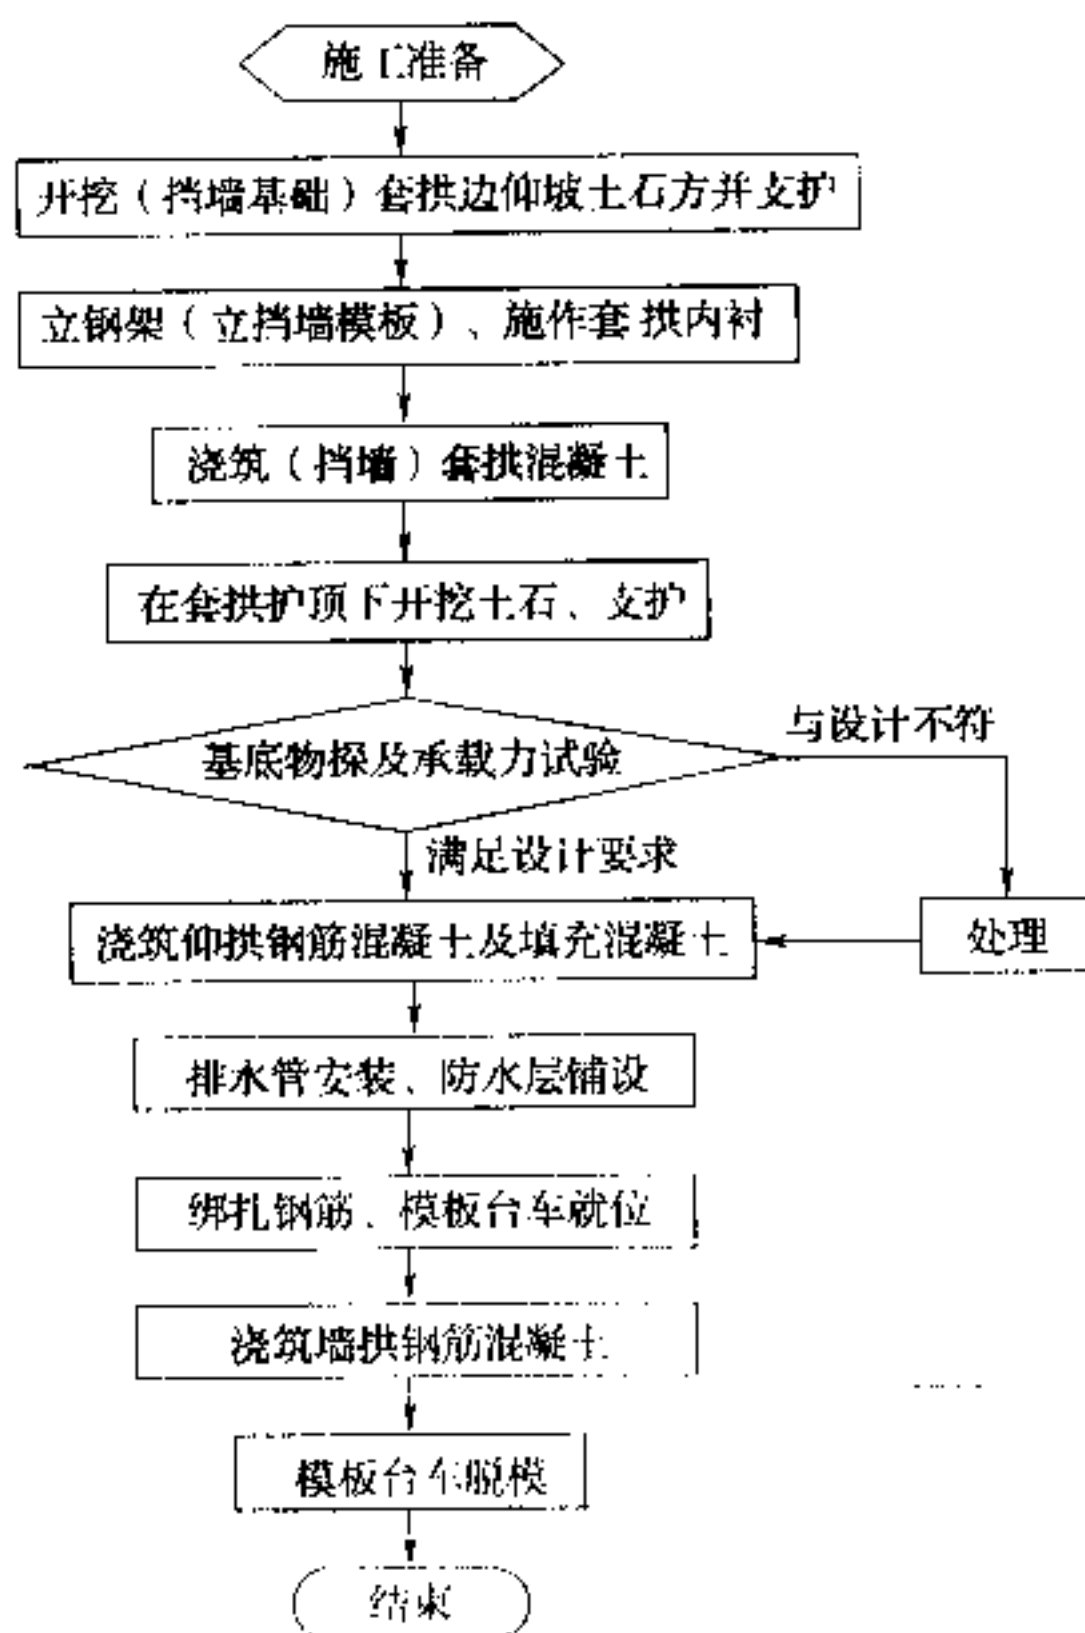 施工准备
开挖（挡墙基础）套拱边仰坡土石方并支护
立钢架（立挡墙模板）、施作套拱内衬
浇筑（挡墙）套拱混凝土
在套拱护顶下开挖土石、支护
与设计不符
基底物探及承载力试验
满足设计要求
浇筑仰拱钢筋混凝土及填充混凝土
处理
排水管安装、防水层铺设
绑扎钢筋、模板台车就位
浇筑墙拱钢筋混凝土
模板台车脱模
结束